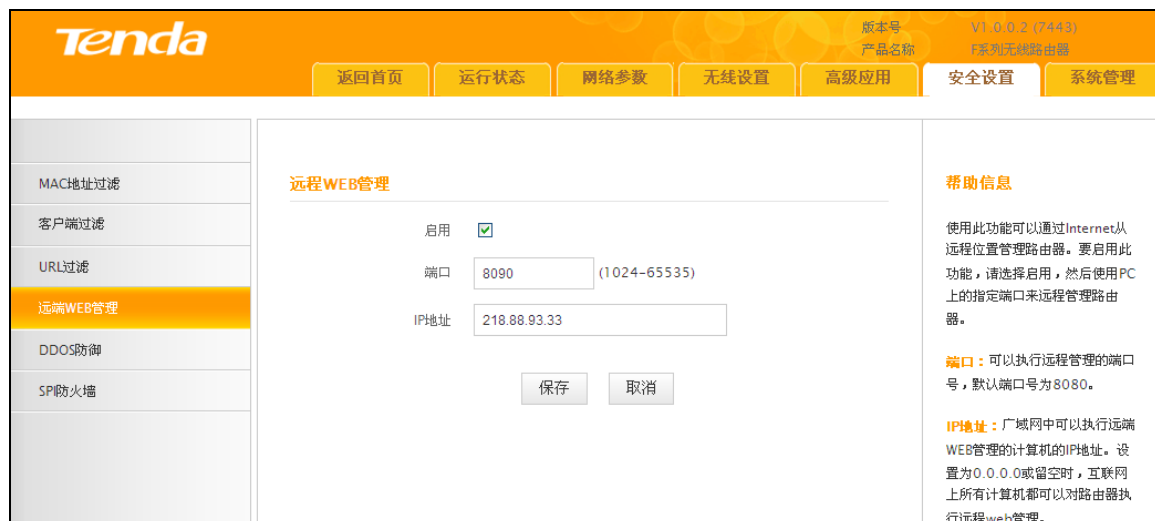 Tenda
版本号 V1.0.0.2 (7443)
产品名称 F系列无线路由器
返回首页 运行状态 网络参数 无线设置 高级应用 安全设置 系统管理
MAC地址过滤
客户端过滤
URL过滤
远端WEB管理
DDOS防御
SPI防火墙
远程WEB管理
启用
端口 8090 (1024-65535)
IP地址 218.88.93.33
保存 取消
帮助信息
使用此功能可以通过Internet从
远程位置管理路由器。要启用此
功能，请选择启用，然后使用PC
上的指定端口来远程管理路由
器。
端口：可以执行远程管理的端口
号，默认端口号为8080。
IP地址：广域网中可以执行远端
WEB管理的计算机的IP地址。设
置为0.0.0.0或留空时，互联网
上所有计算机都可以对路由器执
行远程web管理。